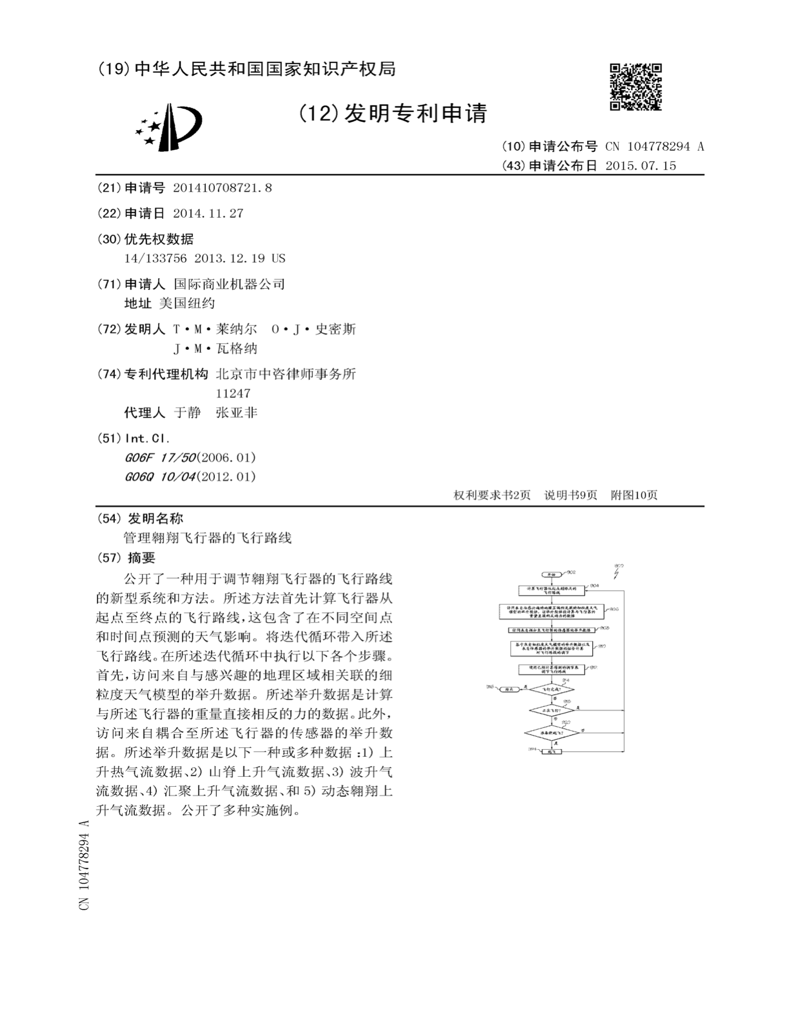 (19)中华人民共和国国家知识产权局
(12)发明专利申请
(10)申请公布号 CN 104778294 A
(43)申请公布日 2015.07.15
(21)申请号 201410708721.8
(22)申请日 2014.11.27
(30)优先权数据
14/133756 2013.12.19 US
(71)申请人 国际商业机器公司
地址 美国纽约
(72)发明人 T·M·莱纳尔 O·J·史密斯
J·M·瓦格纳
(74)专利代理机构 北京市中咨律师事务所
11247
代理人 于静 张亚非
(51)Int.Cl.
G06F 17/50(2006.01)
G06Q 10/04(2012.01)
权利要求书2页 说明书9页 附图10页
(54)发明名称
管理翱翔飞行器的飞行路线
(57)摘要
公开了一种用于调节翱翔飞行器的飞行路线
的新型系统和方法。所述方法首先计算飞行器从
起点至终点的飞行路线,这包含了在不同空间点
和时间点预测的天气影响。将迭代循环带入所述
飞行路线。在所述迭代循环中执行以下各个步骤。
首先,访问来自与感兴趣的地理区域相关联的细
粒度天气模型的举升数据。所述举升数据是计算
与所述飞行器的重量直接相反的力的数据。此外,
访问来自耦合至所述飞行器的传感器的举升数
据。所述举升数据是以下一种或多种数据:1)上
升热气流数据、2)山脊上升气流数据、3)波升气
流数据、4)汇聚上升气流数据、和5)动态翱翔上
升气流数据。公开了多种实施例。
CN 104778294 A